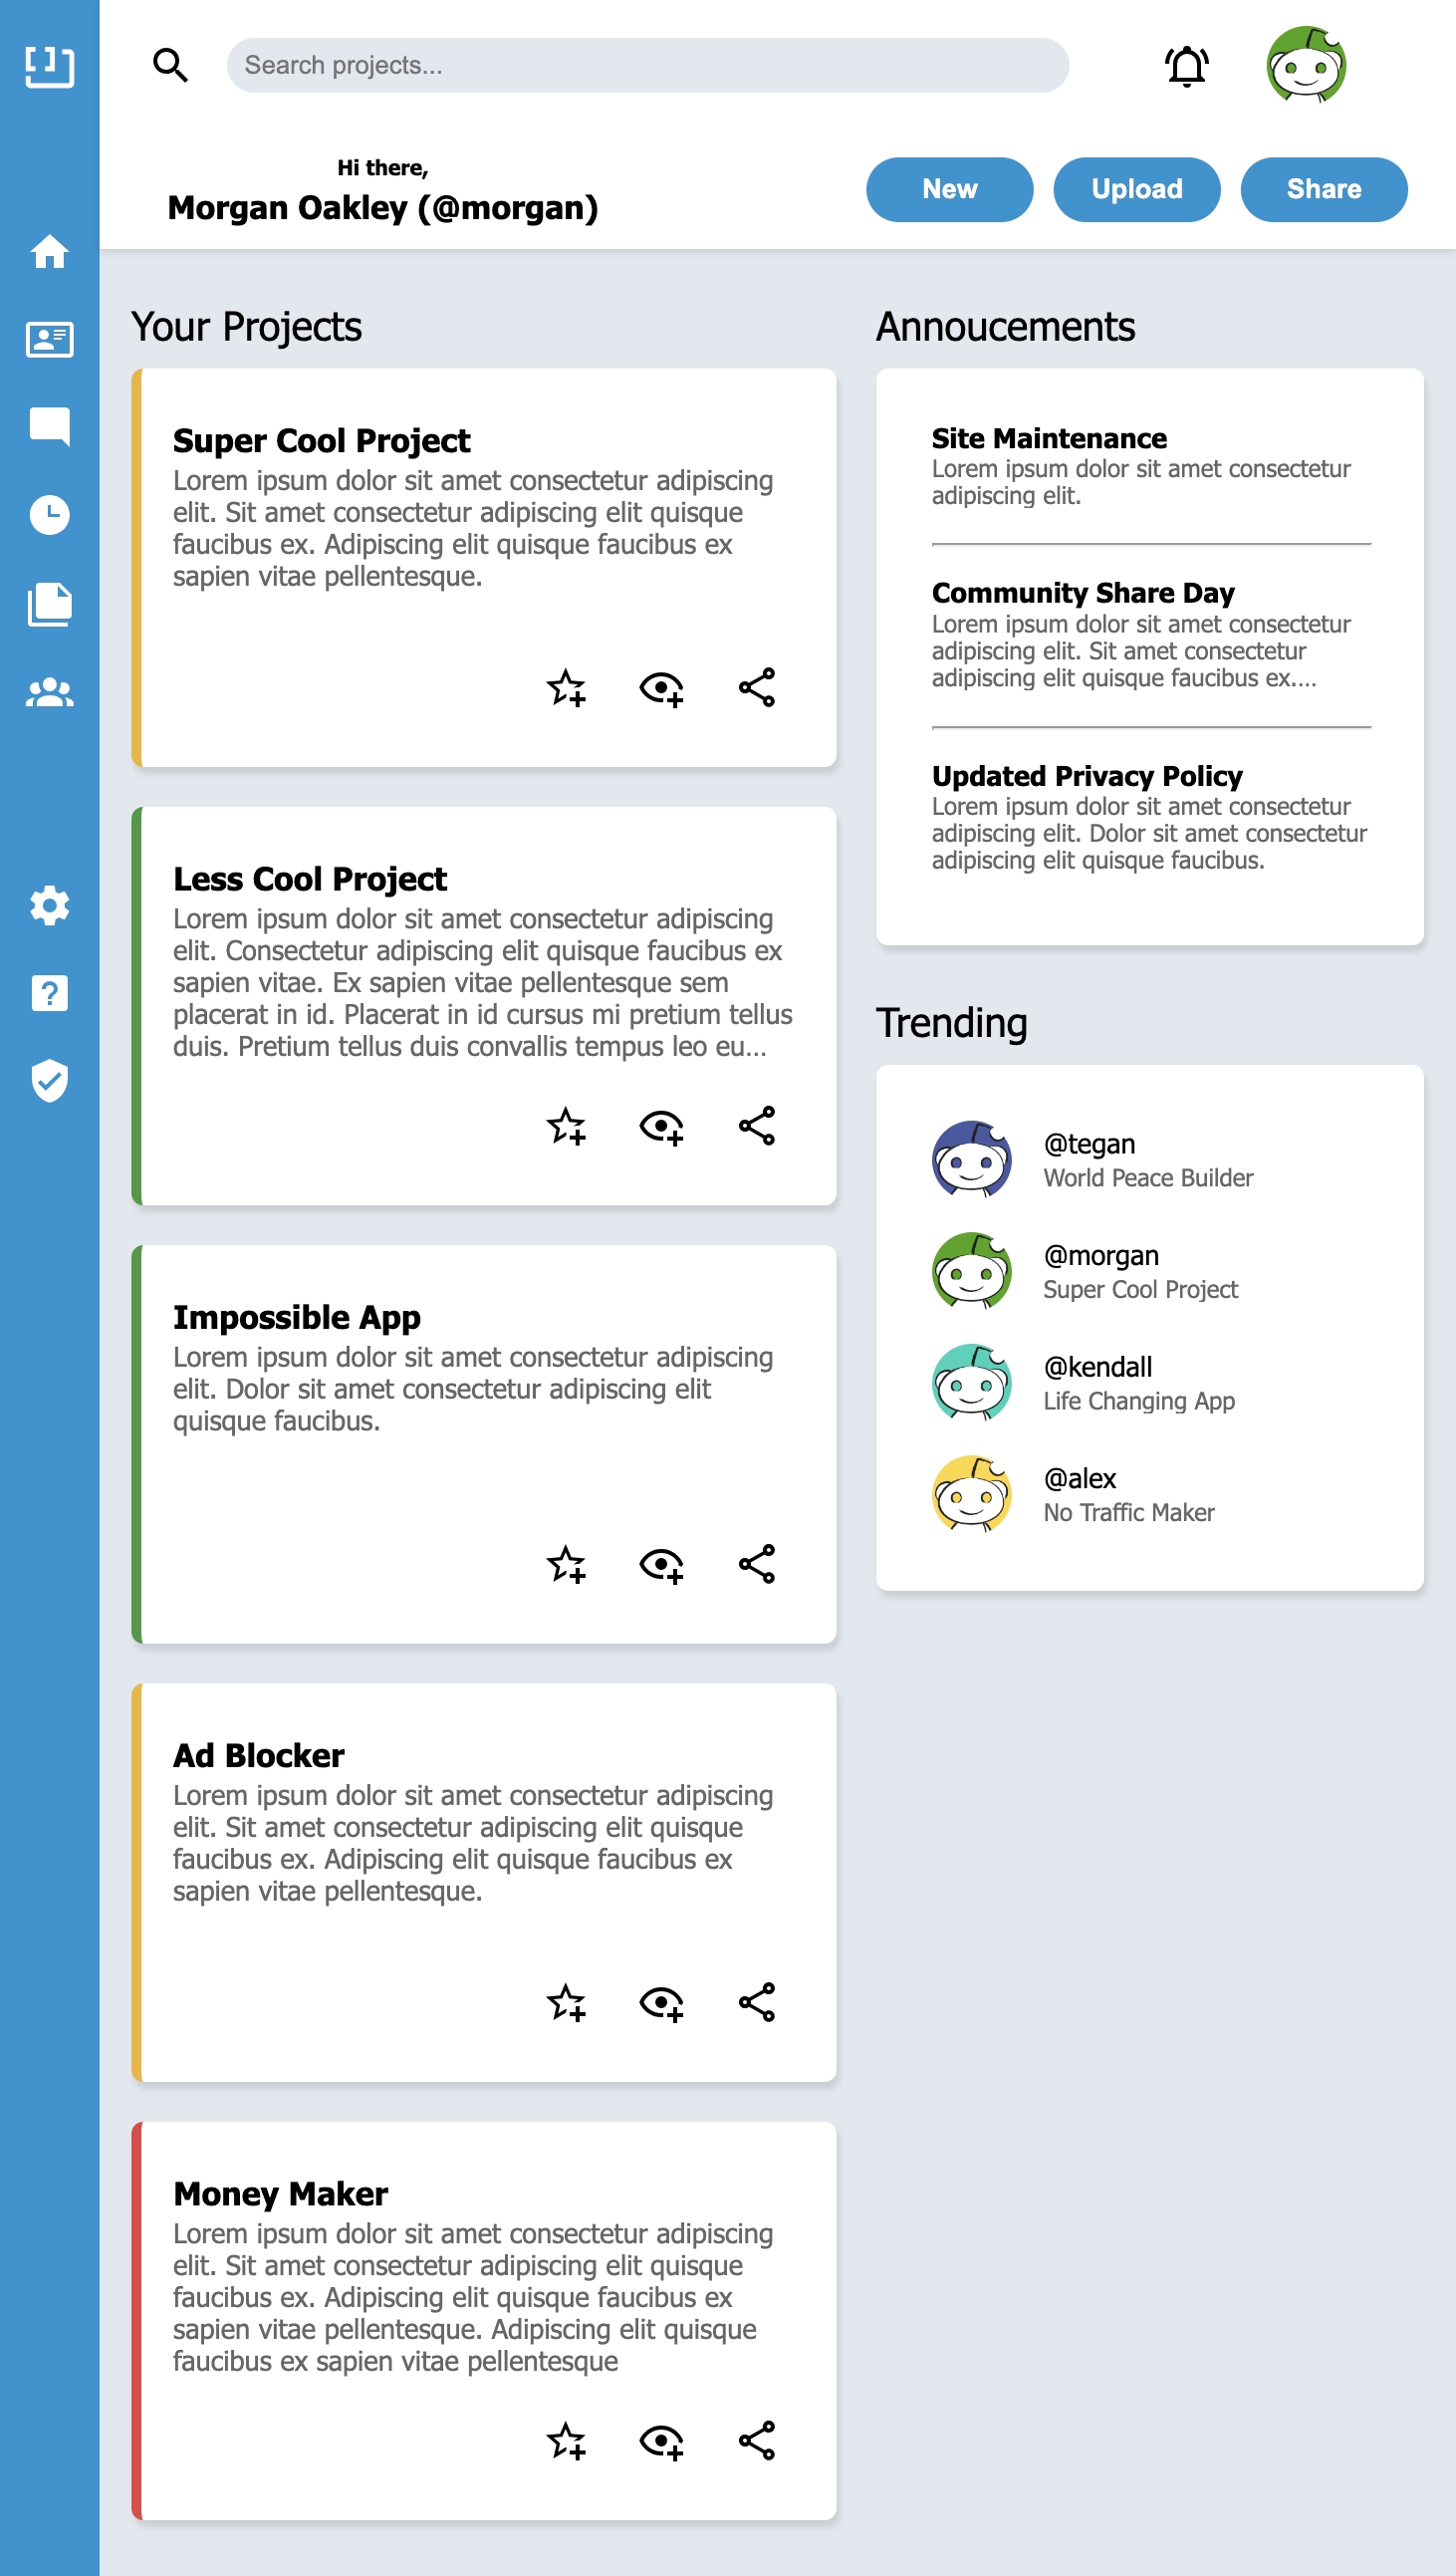 Search projects...
Hi there,
Morgan Oakley (@morgan)
New
Upload
Share
Your Projects
Super Cool Project
Lorem ipsum dolor sit amet consectetur adipiscing
elit. Sit amet consectetur adipiscing elit quisque
faucibus ex. Adipiscing elit quisque faucibus ex
sapien vitae pellentesque.
Less Cool Project
Lorem ipsum dolor sit amet consectetur adipiscing
elit. Consectetur adipiscing elit quisque faucibus ex
sapien vitae. Ex sapien vitae pellentesque sem
placerat in id. Placerat in id cursus mi pretium tellus
duis. Pretium tellus duis convallis tempus leo eu...
Impossible App
Lorem ipsum dolor sit amet consectetur adipiscing
elit. Dolor sit amet consectetur adipiscing elit
quisque faucibus.
Ad Blocker
Lorem ipsum dolor sit amet consectetur adipiscing
elit. Sit amet consectetur adipiscing elit quisque
faucibus ex. Adipiscing elit quisque faucibus ex
sapien vitae pellentesque.
Money Maker
Lorem ipsum dolor sit amet consectetur adipiscing
elit. Sit amet consectetur adipiscing elit quisque
faucibus ex. Adipiscing elit quisque faucibus ex
sapien vitae pellentesque. Adipiscing elit quisque
faucibus ex sapien vitae pellentesque
Annoucements
Site Maintenance
Lorem ipsum dolor sit amet consectetur
adipiscing elit.
Community Share Day
Lorem ipsum dolor sit amet consectetur
adipiscing elit. Sit amet consectetur
adipiscing elit quisque faucibus ex....
Updated Privacy Policy
Lorem ipsum dolor sit amet consectetur
adipiscing elit. Dolor sit amet consectetur
adipiscing elit quisque faucibus.
Trending
@tegan
World Peace Builder
@morgan
Super Cool Project
@kendall
Life Changing App
@alex
No Traffic Maker